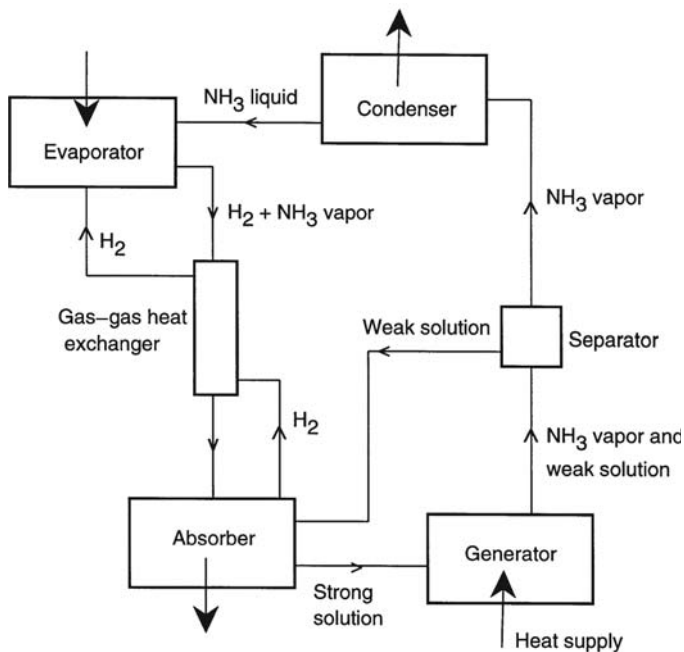 NH3 liquid
Condenser
Evaporator
NH3 vapor
H2 + NH3 vapor
H2
Gas–gas heat
exchanger
Weak solution
Separator
H2
NH3 vapor and
weak solution
Absorber
Generator
Strong
solution
Heat supply